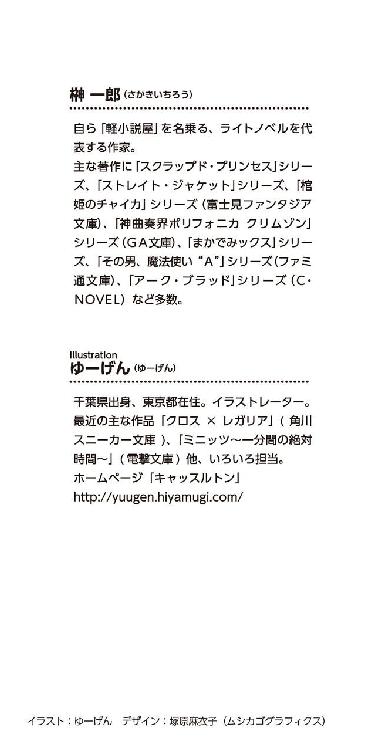 榊 一郎(さかきいちろう)
自ら「軽小説屋」を名乗る、ライトノベルを代
表する作家。
主な著作に「スクラップド・プリンセス」シリー
ズ、「ストレイト・ジャケット」シリーズ、「棺
姫のチャイカ」シリーズ(富士見ファンタジア
文庫)、「神曲奏界ポリフォニカ クリムゾン」
シリーズ(GA文庫)、「まかでみックス」シリー
ズ、「その男、魔法使い“A”」シリーズ(ファミ
通文庫)、「アーク・ブラッド」シリーズ(C・
NOVEL) など多数。
Illustration
ゆーげん(ゆーげん)
千葉県出身、東京都在住。イラストレーター。
最近の主な作品「クロス × レガリア」( 角川
スニーカー文庫 )、「ミニッツ〜一分間の絶対
時間〜」( 電撃文庫 ) 他、いろいろ担当。
ホームページ「キャッスルトン」
http://yuugen.hiyamugi.com/
イラスト:ゆーげん デザイン:塚原麻衣子(ムシカゴグラフィクス)